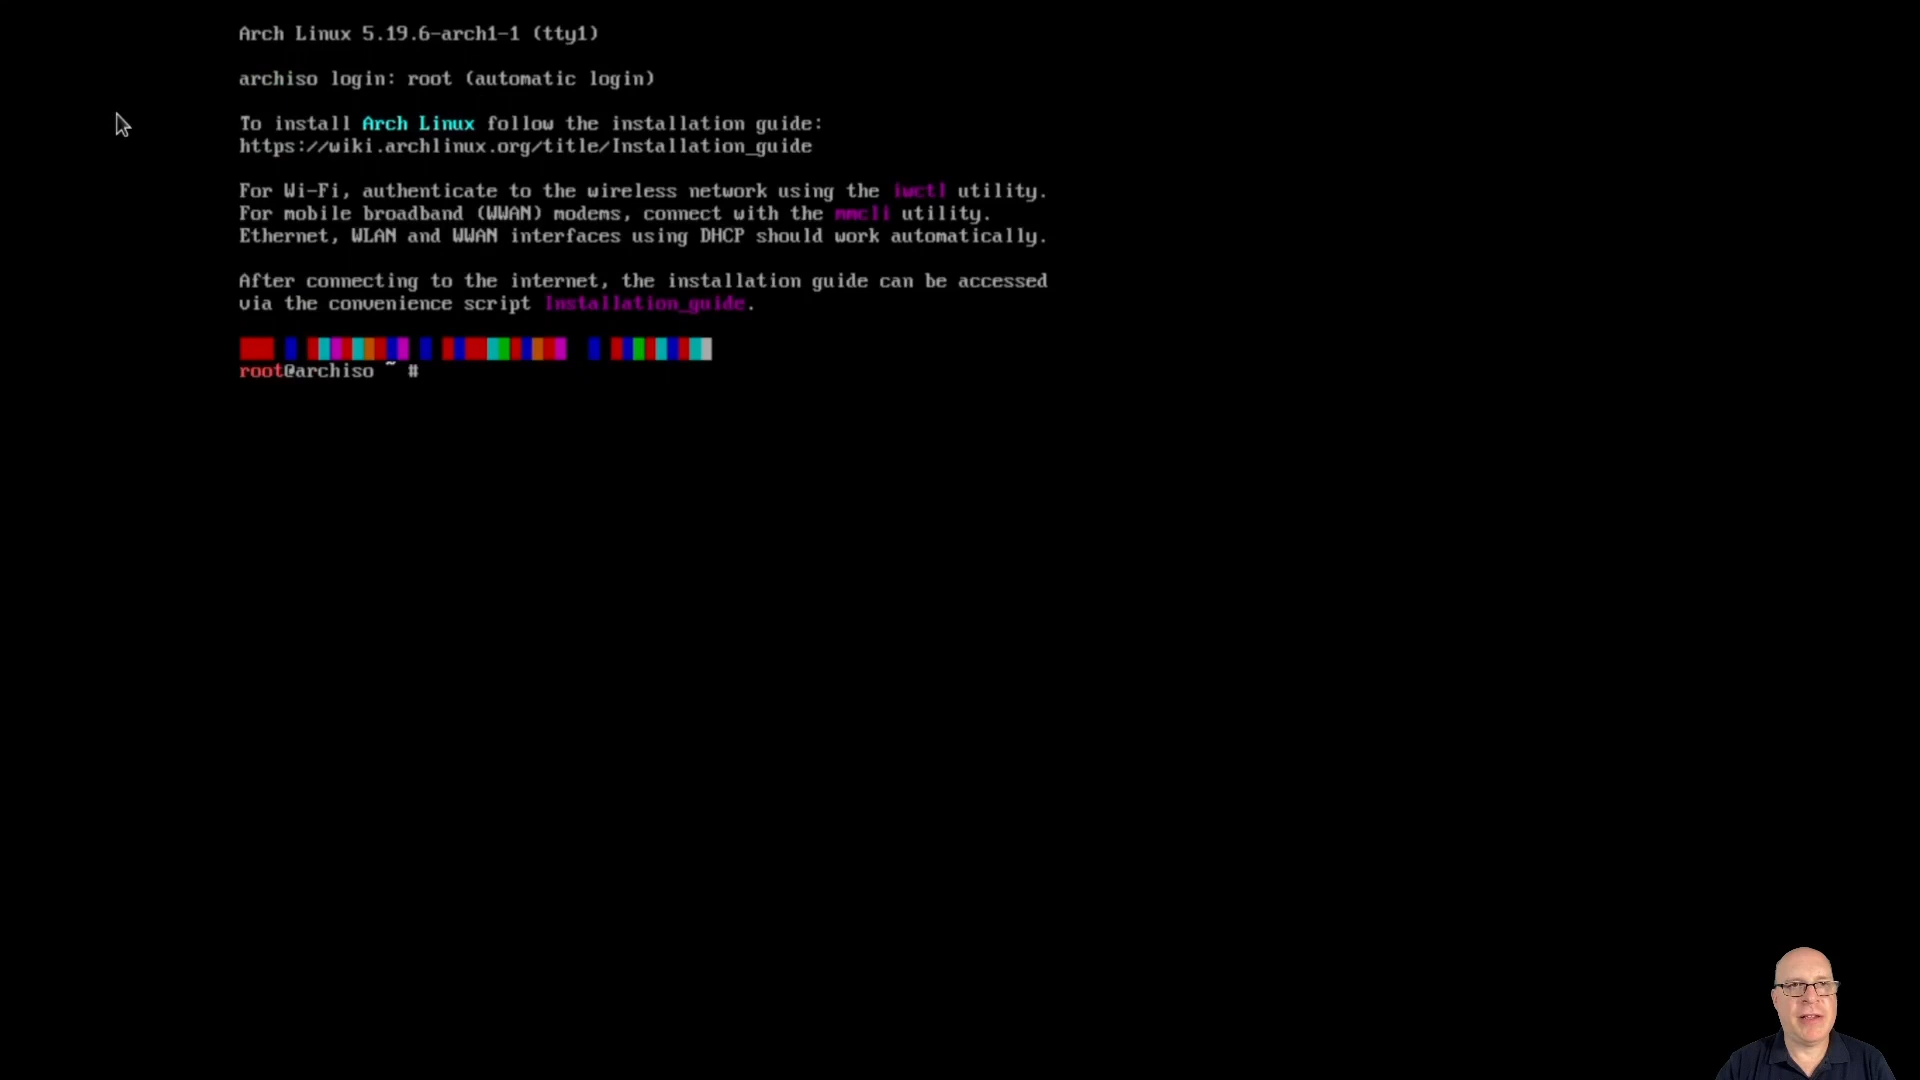 Arch Linux 5.19.6-arch1-1 (tty1)
archiso login: root (automatic login)
To install Arch Linux follow the installation guide:
https://wiki.archlinux.org/title/Installation_guide
For Wi-Fi, authenticate to the wireless network using the iwctl utility.
For mobile broadband (WWAN) modems, connect with the mmcli utility.
Ethernet, WLAN and WWAN interfaces using DHCP should work automatically.
After connecting to the internet, the installation guide can be accessed
via the convenience script Installation_guide.
root@archiso ~ #